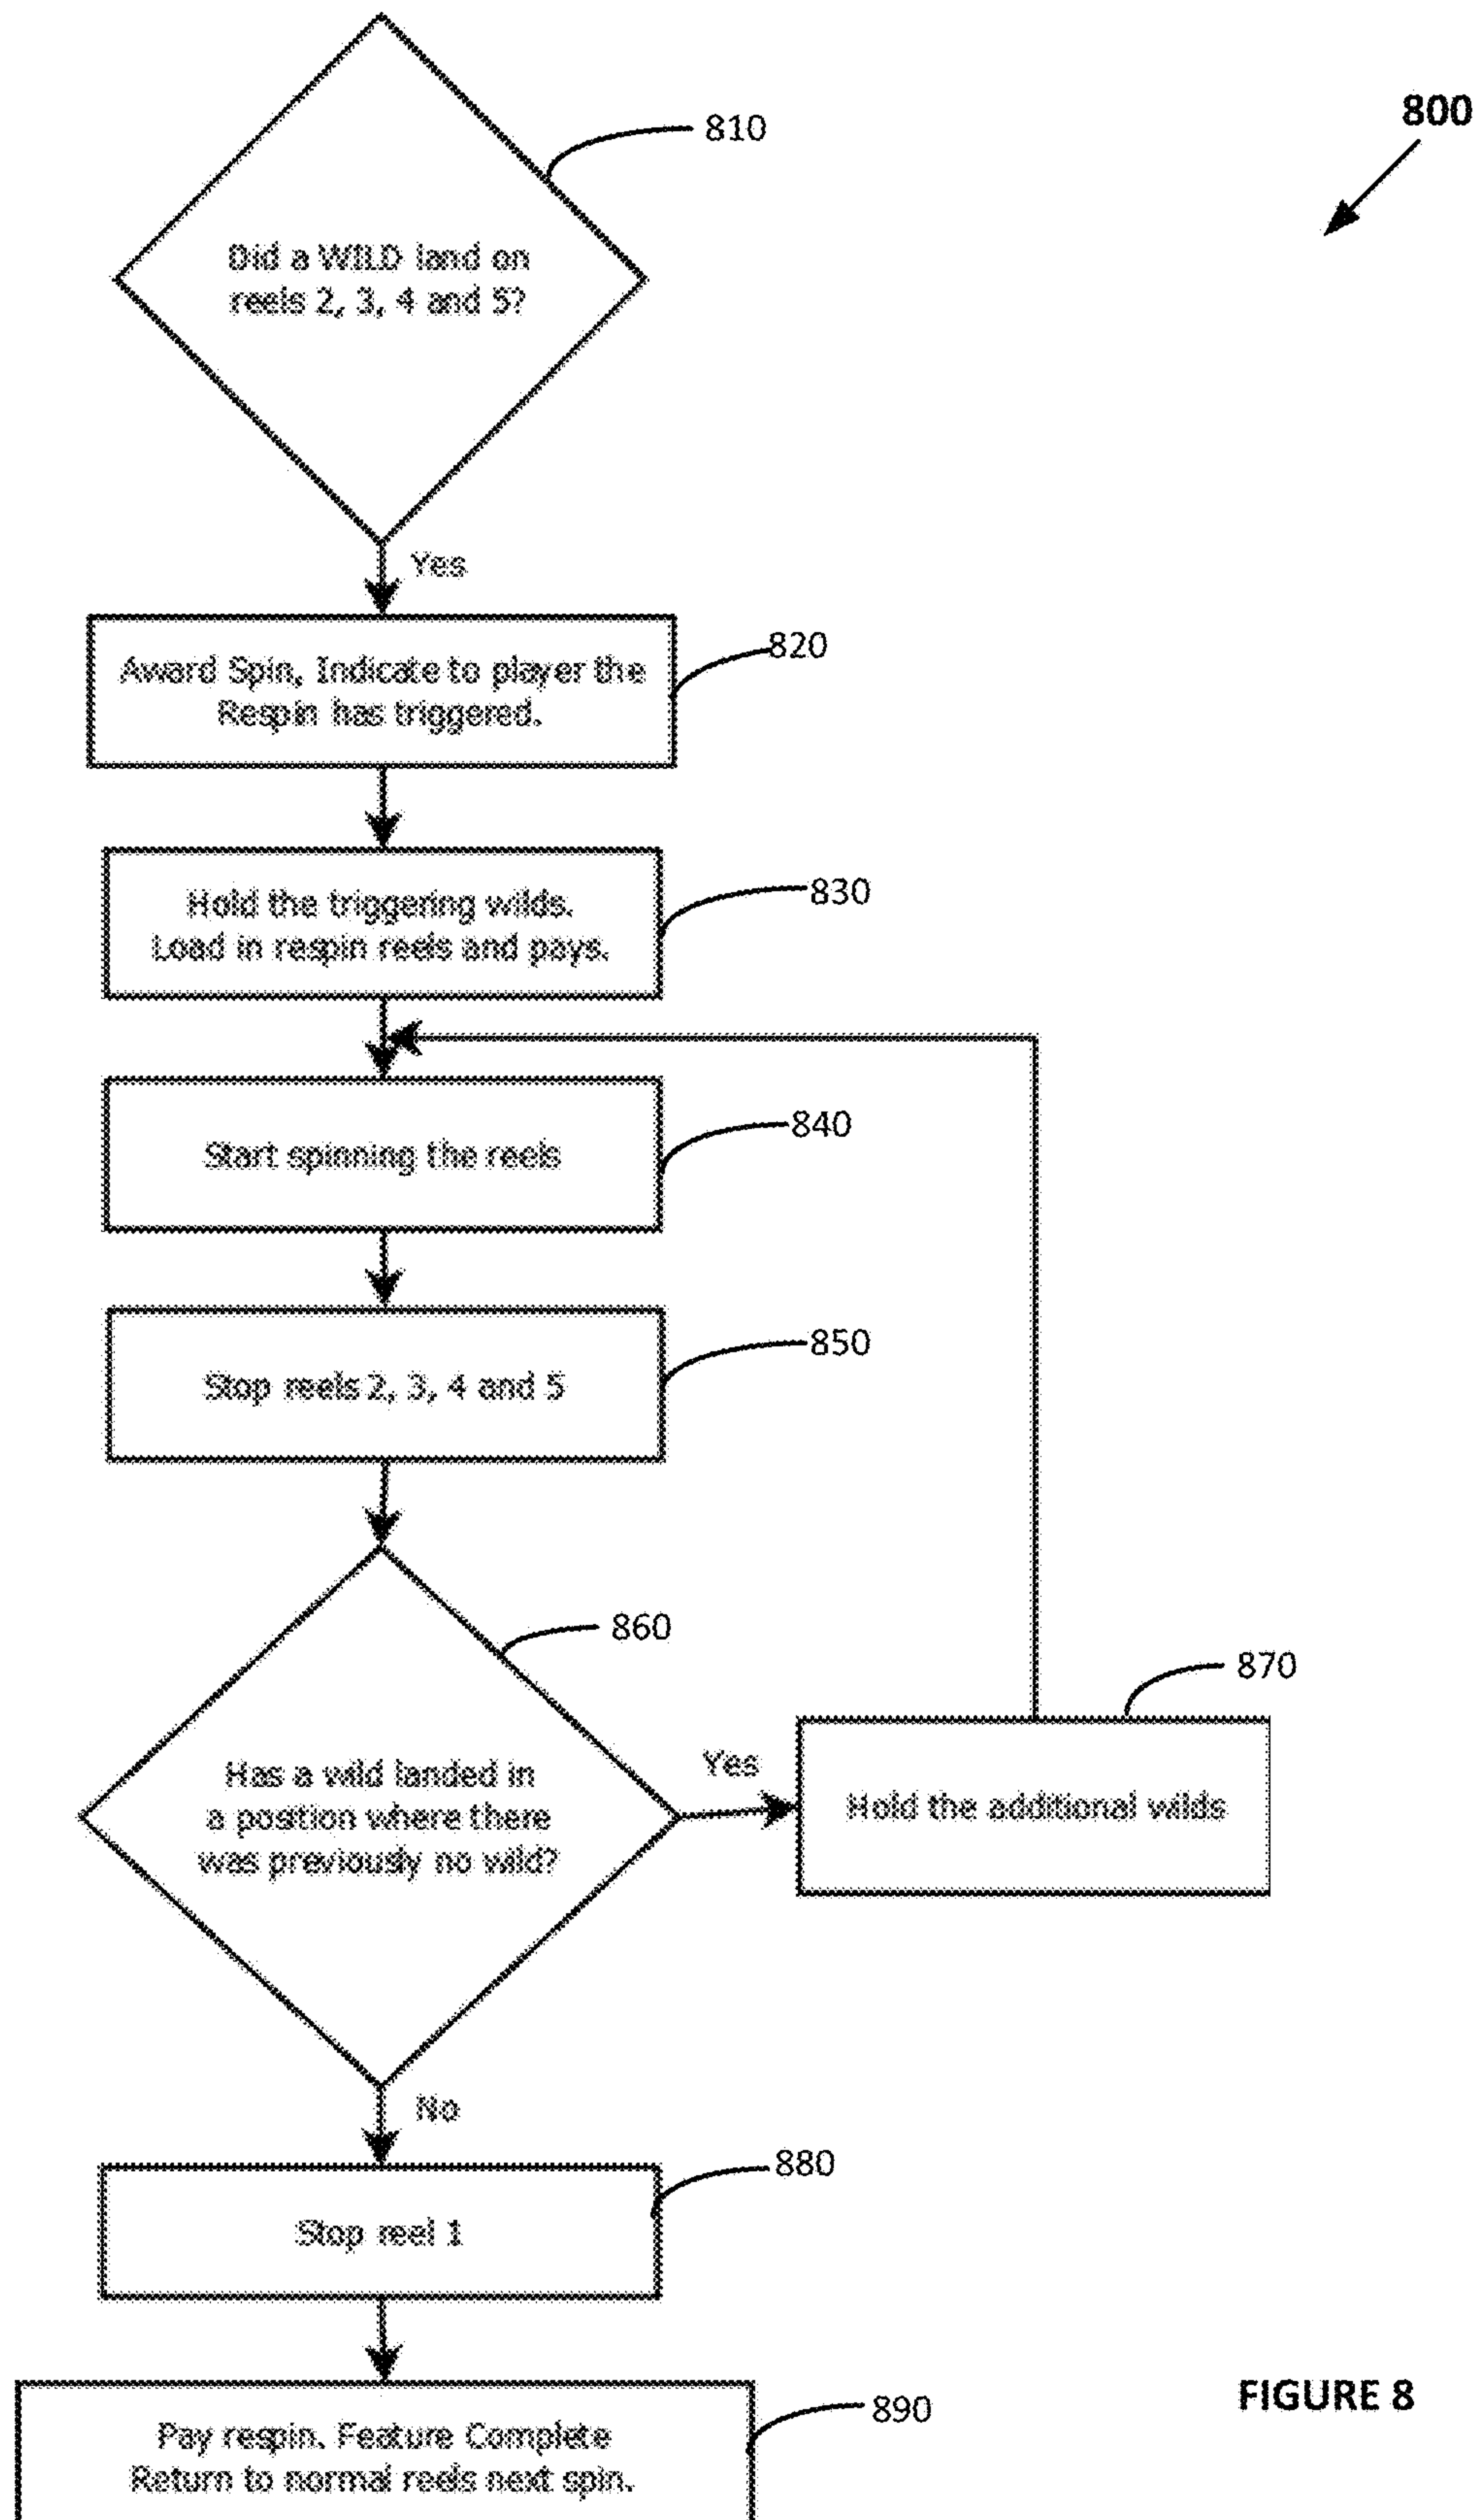 800
810
Did a WILD land on
reels 2, 3, 4 and 5?
Yes
820
Award Spin, Indicate to player the
Respin has triggered.
830
Hold the triggering wilds.
Load in respin reels and pays.
840
Start spinning the reels
850
Stop reels 2, 3, 4 and 5
860
Has a wild landed in
a position where there
was previously no wild?
Yes
870
Hold the additional wilds
No
880
Stop reel 1
890
Pay respin. Feature Complete
Return to normal reels next spin.
FIGURE 8